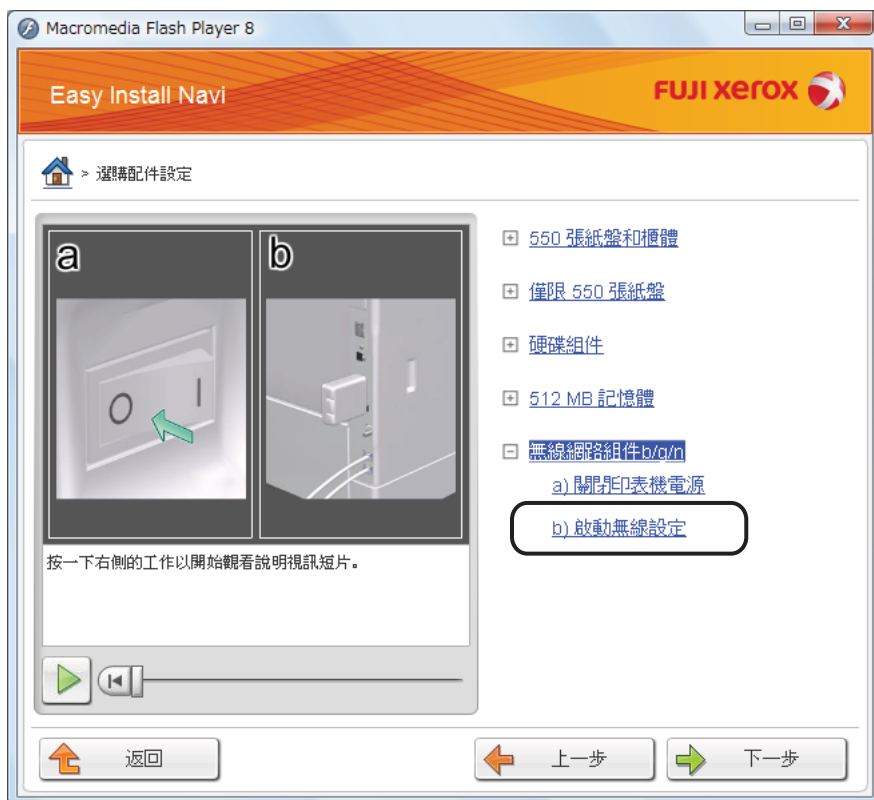 Macromedia Flash Player 8
Easy Install Navi
FUJI xerox
> 選購配件設定
a
b
O
I
按一下右側的工作以開始觀看說明視訊短片。
550 張紙盤和櫃體
僅限 550 張紙盤
硬碟組件
512 MB 記憶體
無線網路組件b/g/n
a) 關閉印表機電源
b) 啟動無線設定
返回
上一步
下一步